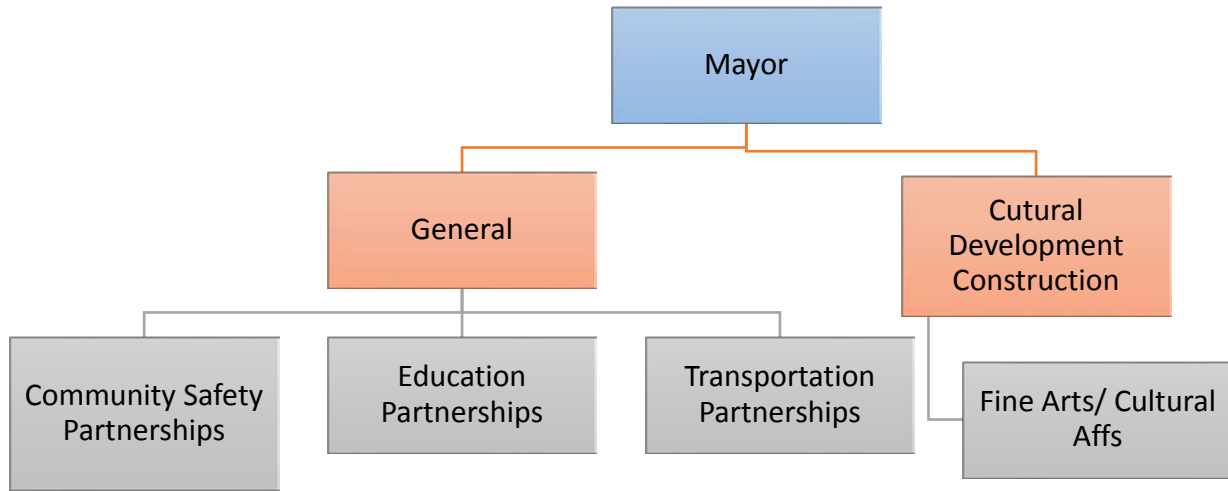 Mayor
General
Cutural
Development
Construction
Community Safety
Partnerships
Education
Partnerships
Transportation
Partnerships
Fine Arts/ Cultural
Affs